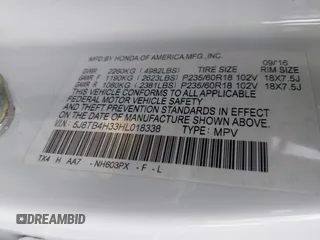 MFD. BY HONDA OF AMERICA MFG., INC. 09/16
GVWR 2260KG (4982LBS) TIRE SIZE RIM SIZE
GAWR F 1190KG (2623LBS) P235/60R18 102V 18X7.5J
GAWR R 1080KG (2381LBS) P235/60R18 102V 18X7.5J
THIS VEHICLE CONFORMS TO ALL APPLICABLE
FEDERAL MOTOR VEHICLE SAFETY AND THEFT PREVENTION
STANDARDS IN EFFECT ON THE DATE OF MANUFACTURE
SHOWN ABOVE.
VIN: 5J8TB4H33HL018338 TYPE: MPV
TX4 H AA7 -NH603PX -F -L
DREAMBID
DREAMBID.COM